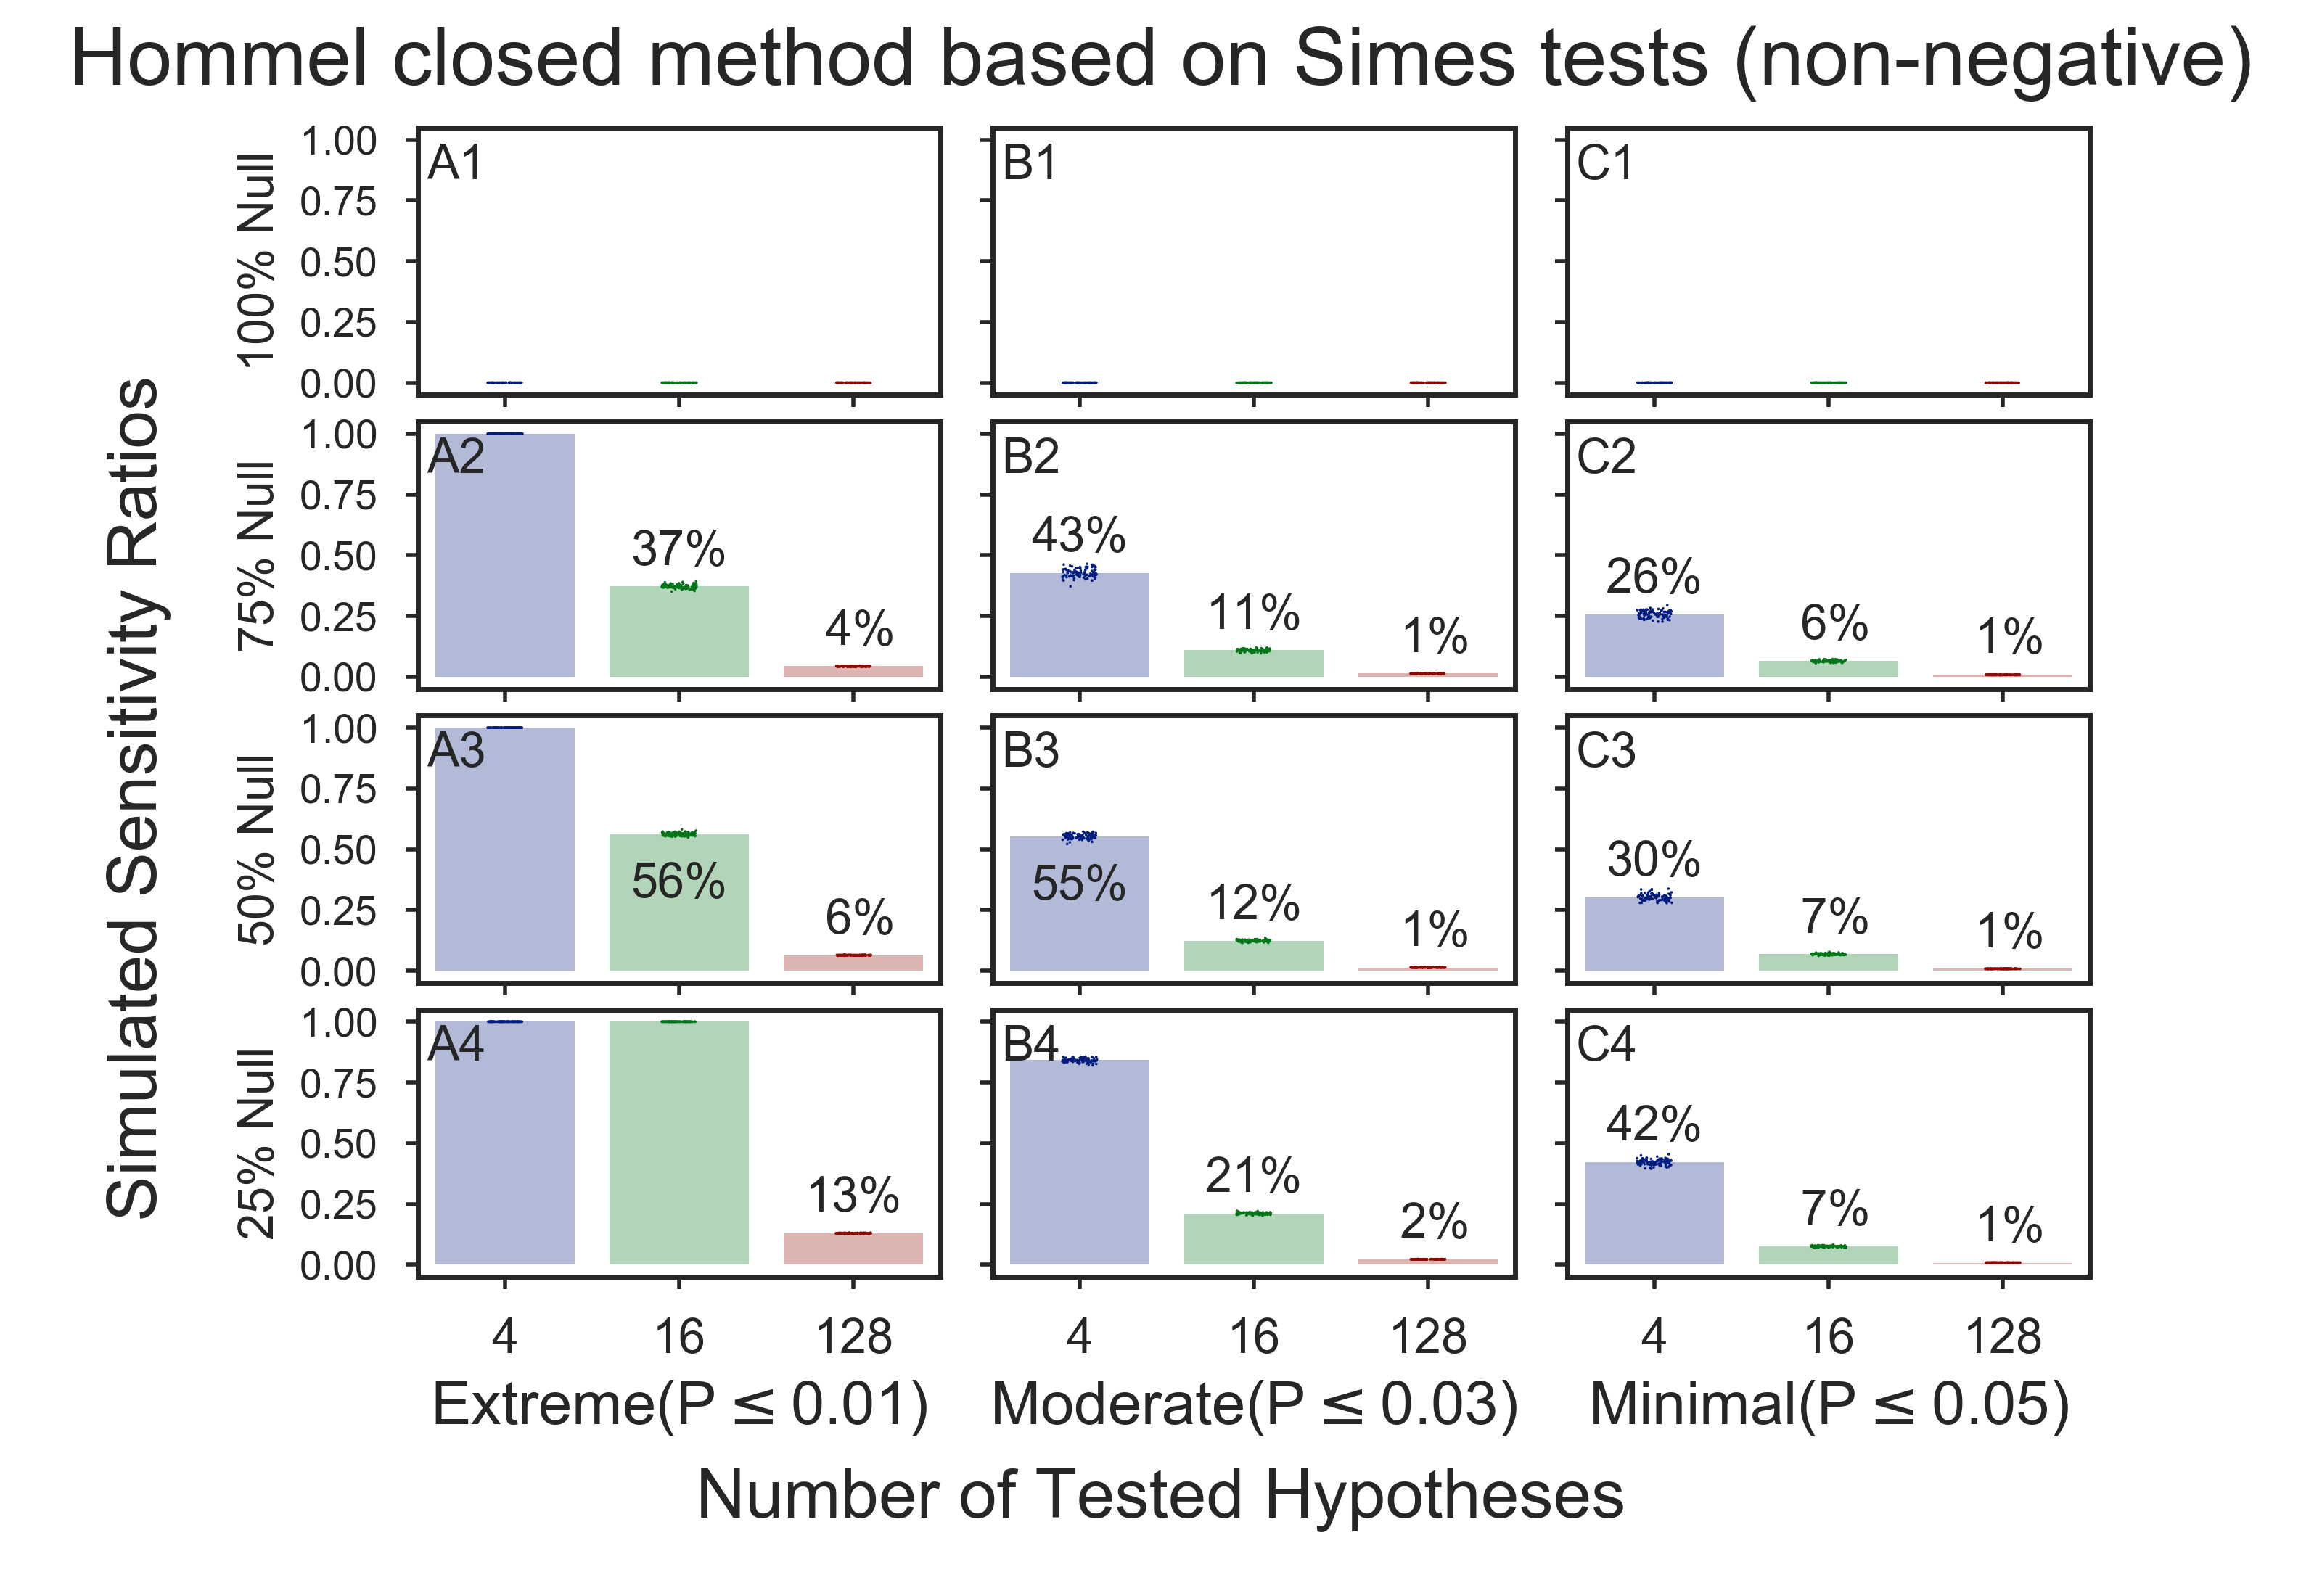 Hommel closed method based on Simes tests (non-negative)
Simulated Sensitivity Ratios
100% Null
1.00
0.75
0.50
0.25
0.00
A1
B1
C1
75% Null
1.00
0.75
0.50
0.25
0.00
A2
37%
4%
B2
43%
11%
1%
C2
26%
6%
1%
50% Null
1.00
0.75
0.50
0.25
0.00
A3
56%
6%
B3
55%
12%
1%
C3
30%
7%
1%
25% Null
1.00
0.75
0.50
0.25
0.00
A4
13%
B4
21%
2%
C4
42%
7%
1%
4 16 128 4 16 128 4 16 128
Extreme(P ≤ 0.01) Moderate(P ≤ 0.03) Minimal(P ≤ 0.05)
Number of Tested Hypotheses